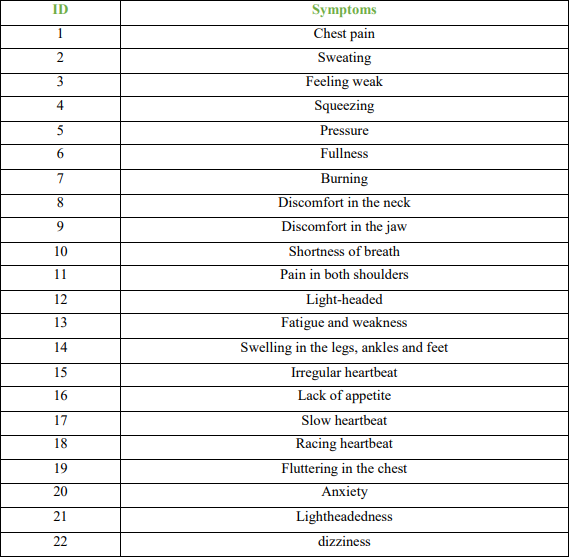 ID Symptoms
1 Chest pain
2 Sweating
3 Feeling weak
4 Squeezing
5 Pressure
6 Fullness
7 Burning
8 Discomfort in the neck
9 Discomfort in the jaw
10 Shortness of breath
11 Pain in both shoulders
12 Light-headed
13 Fatigue and weakness
14 Swelling in the legs, ankles and feet
15 Irregular heartbeat
16 Lack of appetite
17 Slow heartbeat
18 Racing heartbeat
19 Fluttering in the chest
20 Anxiety
21 Lightheadedness
22 dizziness